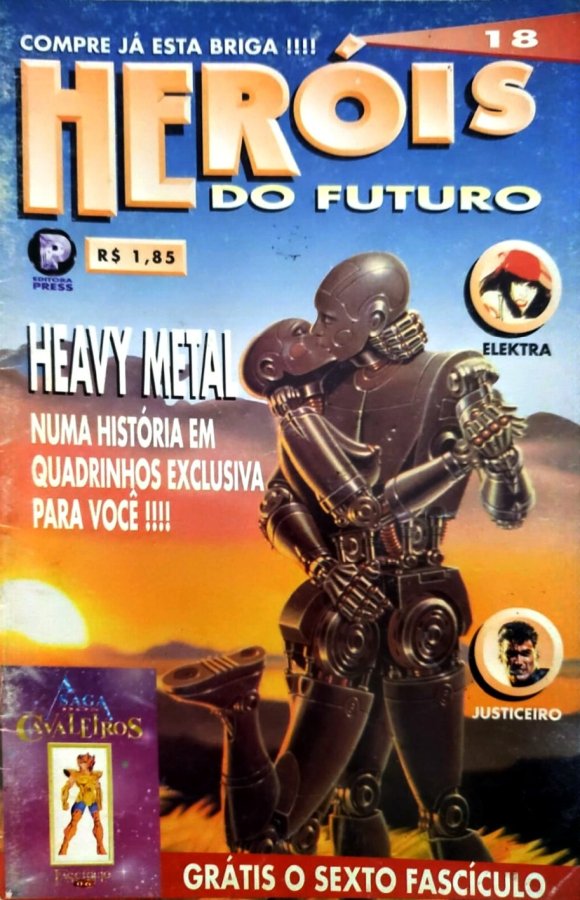 COMPRE JÁ ESTA BRIGA !!!!
18
HERÓIS
DO FUTURO
P
EDITORA
PRESS
R$ 1,85
ELEKTRA
HEAVY METAL
NUMA HISTÓRIA EM
QUADRINHOS EXCLUSIVA
PARA VOCÊ !!!!
JUSTICEIRO
A
SAGA
CAVALEIROS
GRÁTIS O SEXTO FASCÍCULO